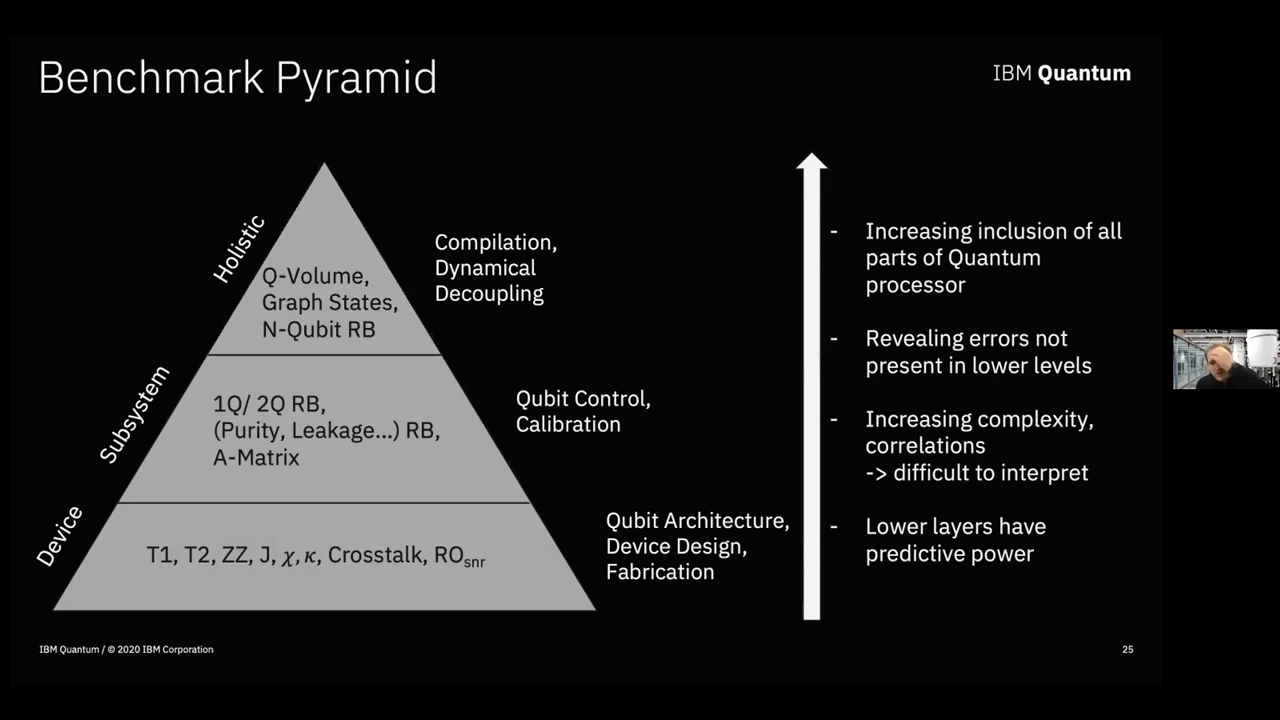 Benchmark Pyramid
IBM Quantum
Holistic
Q-Volume,
Graph States,
N-Qubit RB
Compilation,
Dynamical
Decoupling
Subsystem
1Q/ 2Q RB,
(Purity, Leakage...) RB,
A-Matrix
Qubit Control,
Calibration
Device
T1, T2, ZZ, J, χ, κ, Crosstalk, ROsnr
Qubit Architecture,
Device Design,
Fabrication
- Increasing inclusion of all
parts of Quantum
processor
- Revealing errors not
present in lower levels
- Increasing complexity,
correlations
-> difficult to interpret
- Lower layers have
predictive power
IBM Quantum / © 2020 IBM Corporation
25